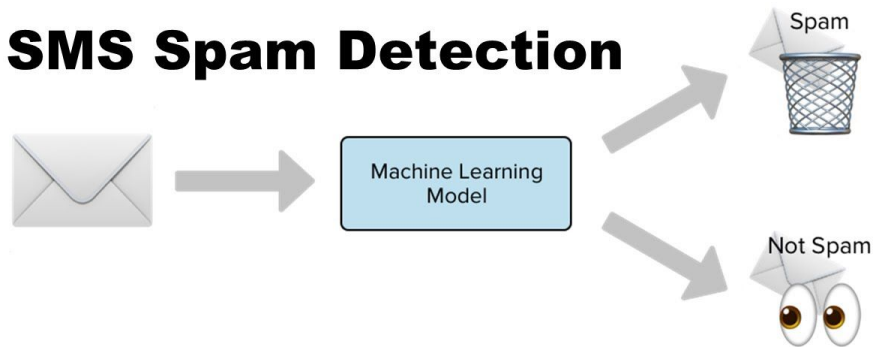 SMS Spam Detection
Spam
Machine Learning
Model
Not Spam